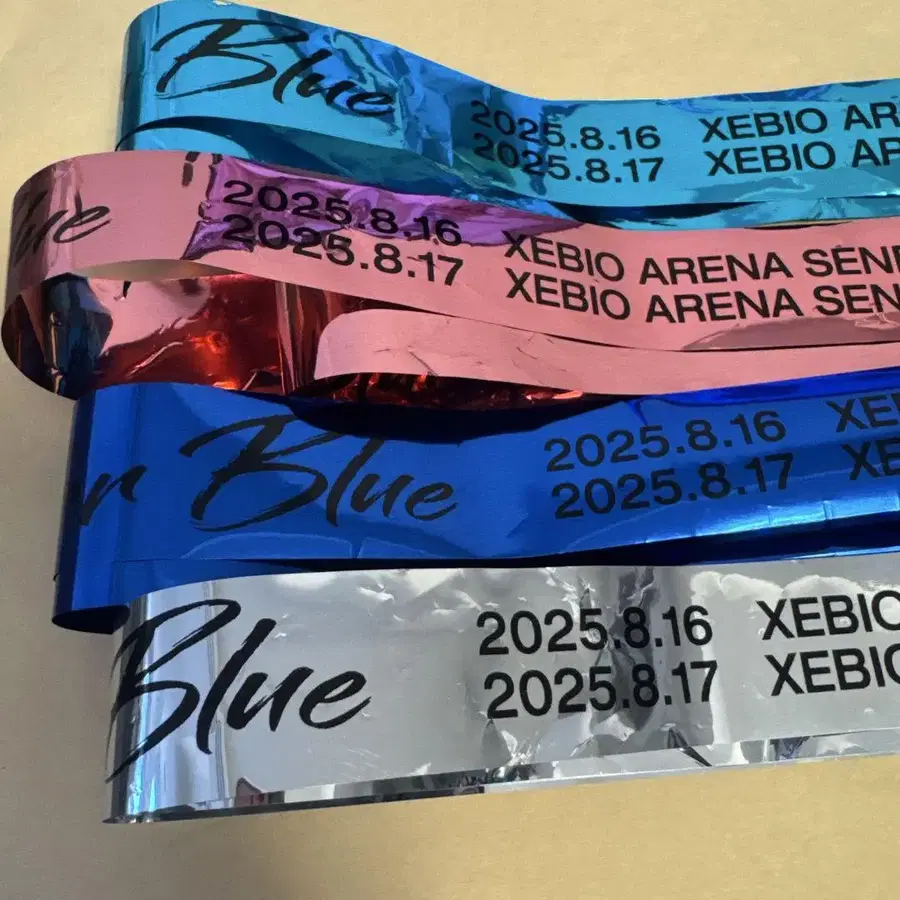 Blue
2025.8.16 XEBIO AR
2025.8.17 XEBIO AR
lue
2025.8.16 XEBIO ARENA SEN
2025.8.17 XEBIO ARENA SEN
r Blue
2025.8.16 XEB
2025.8.17 XE
Blue
2025.8.16 XEBIO
2025.8.17 XEBIO